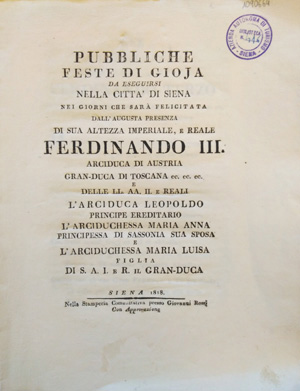 PUBBLICHE
FESTE DI GIOJA
DA ESEGUIRSI
NELLA CITTA' DI SIENA
NEI GIORNI CHE SARÀ FELICITATA
DALL'AUGUSTA PRESENZA
DI SUA ALTEZZA IMPERIALE, E REALE
FERDINANDO III.
ARCIDUCA DI AUSTRIA
GRAN-DUCA DI TOSCANA ec. ec. ec.
E
DELLE LL. AA. II. E REALI
L'ARCIDUCA LEOPOLDO
PRINCIPE EREDITARIO
L'ARCIDUCHESSA MARIA ANNA
PRINCIPESSA DI SASSONIA SUA SPOSA
E
L'ARCIDUCHESSA MARIA LUISA
FIGLIA
DI S. A. I. E R. IL GRAN-DUCA
SIENA 1818.
Nella Stamperia Comunitativa presso Giovanni Rossi
Con Approvazione